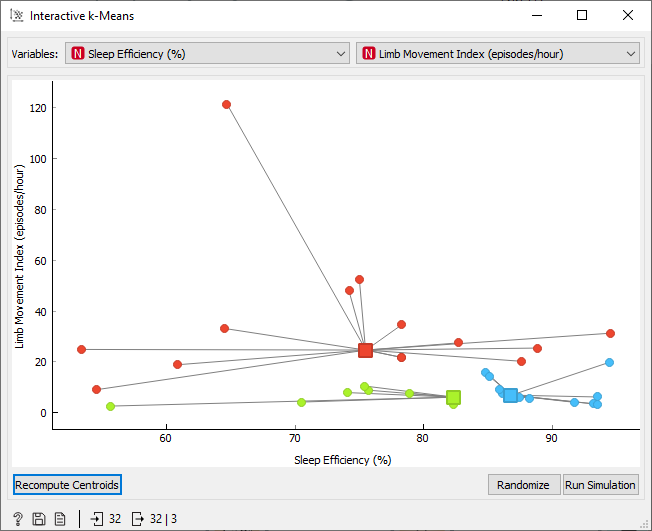 Interactive k-Means
Variables: N Sleep Efficiency (%) N Limb Movement Index (episodes/hour)
Limb Movement Index (episodes/hour)
120
100
80
60
40
20
0
60 70 80 90
Sleep Efficiency (%)
Recompute Centroids Randomize Run Simulation
? 32 32 | 3